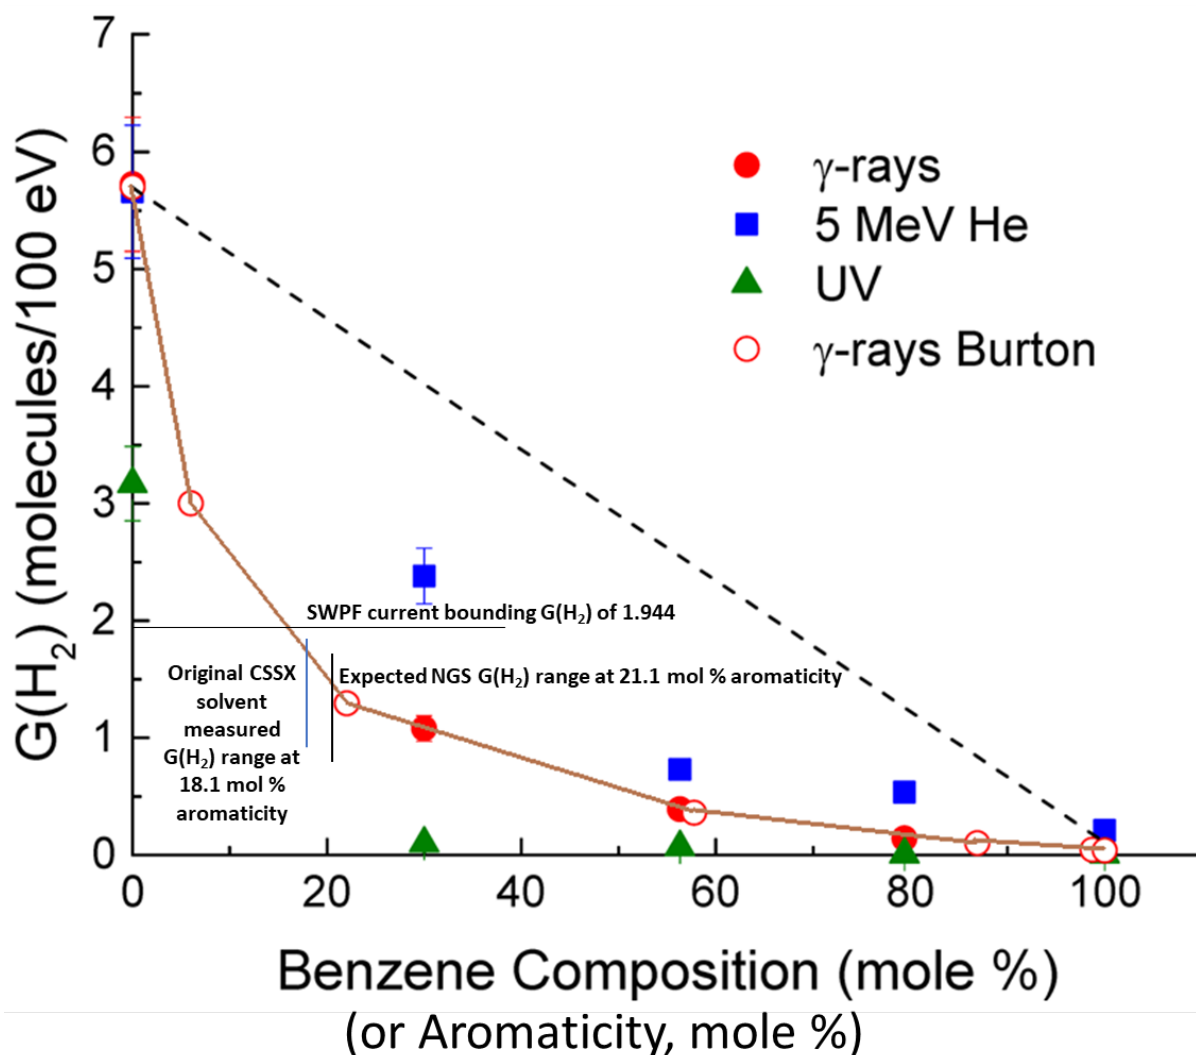 7
6
5
4
3
2
1
0
G(H2) (molecules/100 eV)
γ-rays
5 MeV He
UV
γ-rays Burton
SWPF current bounding G(H2) of 1.944
Original CSSX
solvent
measured
G(H2) range at
18.1 mol %
aromaticity
Expected NGS G(H2) range at 21.1 mol % aromaticity
0 20 40 60 80 100
Benzene Composition (mole %)
(or Aromaticity, mole %)